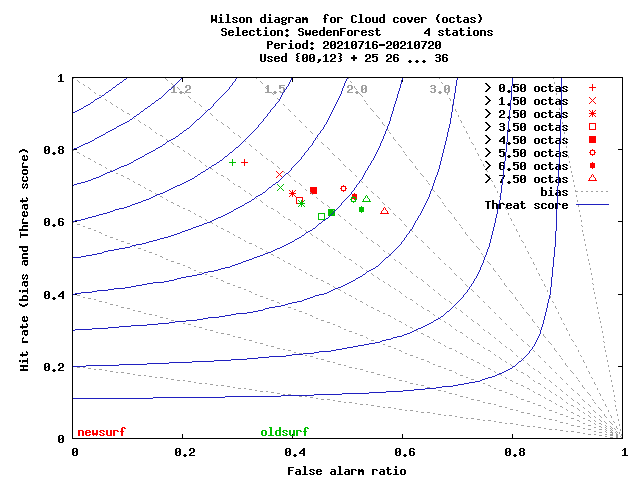 Wilson diagram  for Cloud cover (octas)
Selection: SwedenForest      4 stations
Period: 20210716-20210720
Used {00,12} + 25 26 ... 36
1
0.8
0.6
0.4
0.2
0
Hit rate (bias and Threat score)
1.2
1.5
2.0
3.0
> 0.50 octas
> 1.50 octas
> 2.50 octas
> 3.50 octas
> 4.50 octas
> 5.50 octas
> 6.50 octas
> 7.50 octas
bias
Threat score
newsurf
oldsurf
0
0.2
0.4
0.6
0.8
1
False alarm ratio